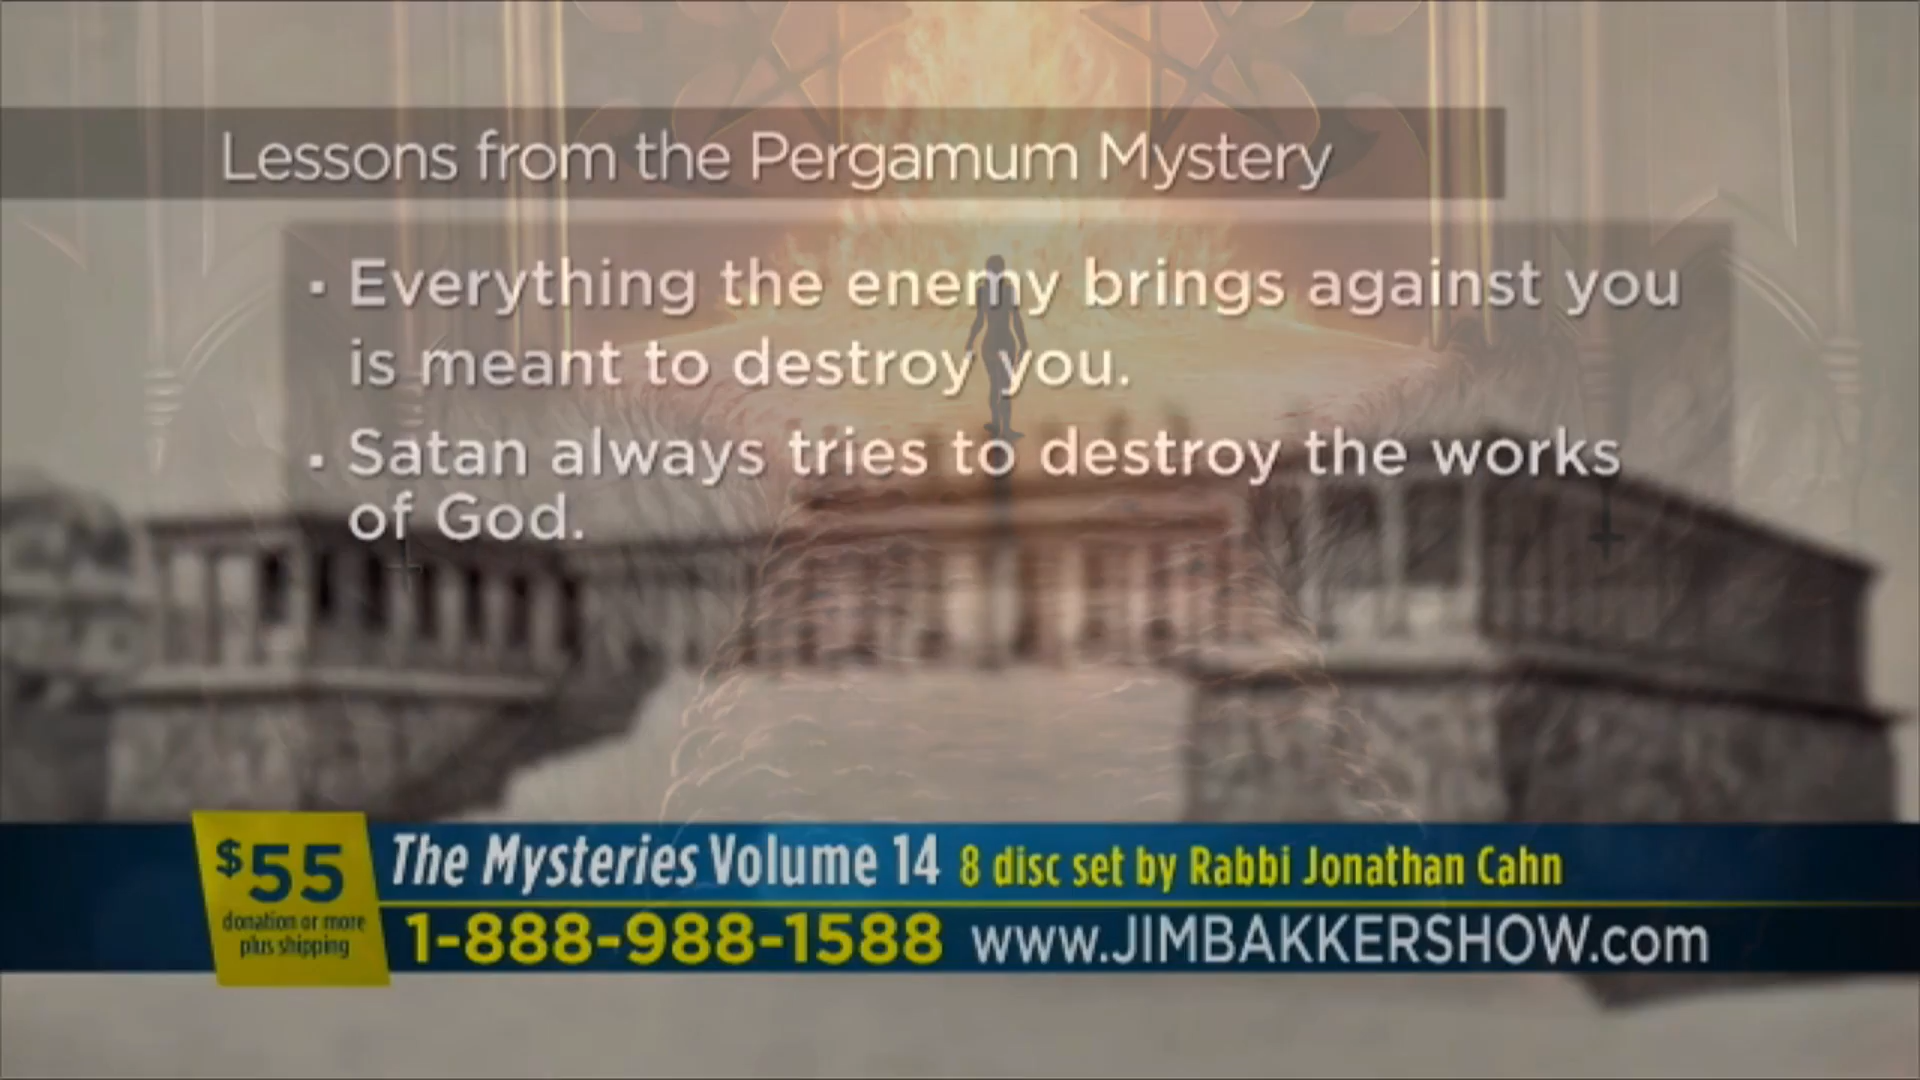 Lessons from the Pergamum Mystery
▪ Everything the enemy brings against you
is meant to destroy you.
▪ Satan always tries to destroy the works
of God.
$55
donation or more
plus shipping
The Mysteries Volume 14 8 disc set by Rabbi Jonathan Cahn
1-888-988-1588 www.JIMBAKKERSHOW.com